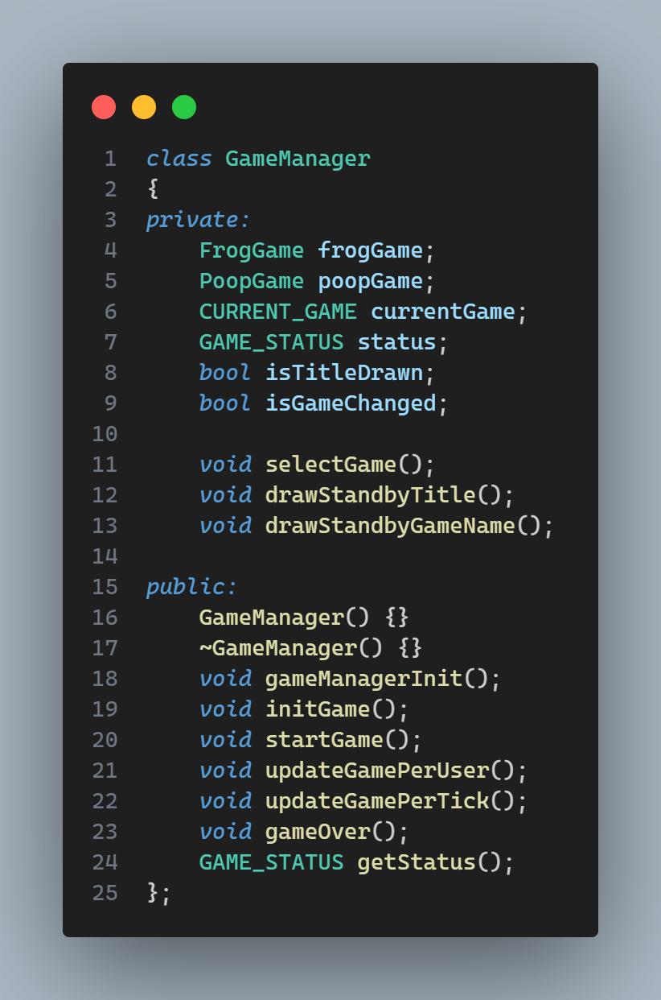 1 class GameManager
2 {
3 private:
4     FrogGame frogGame;
5     PoopGame poopGame;
6     CURRENT_GAME currentGame;
7     GAME_STATUS status;
8     bool isTitleDrawn;
9     bool isGameChanged;
10
11     void selectGame();
12     void drawStandbyTitle();
13     void drawStandbyGameName();
14
15 public:
16     GameManager() {}
17     ~GameManager() {}
18     void gameManagerInit();
19     void initGame();
20     void startGame();
21     void updateGamePerUser();
22     void updateGamePerTick();
23     void gameOver();
24     GAME_STATUS getStatus();
25 };